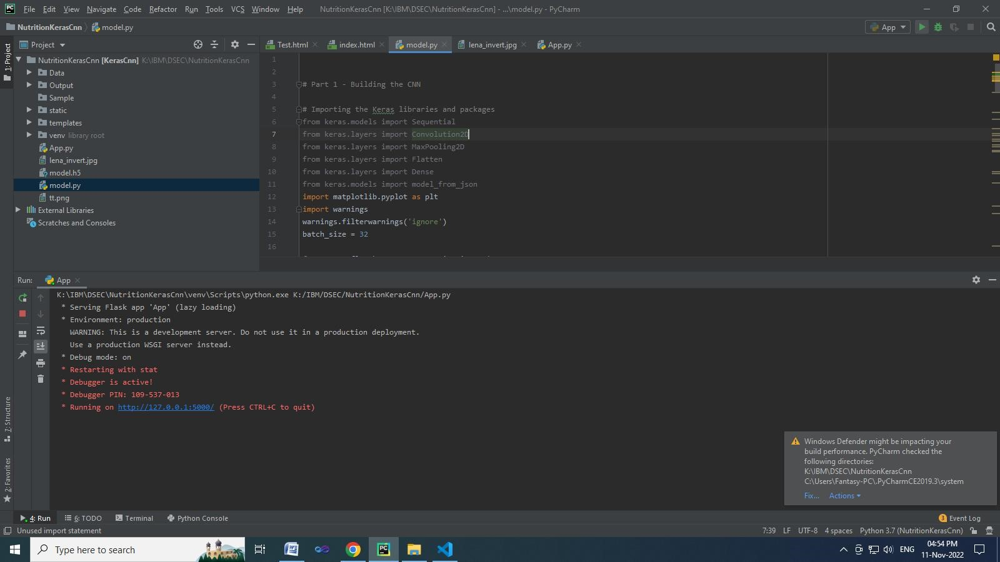 File Edit View Navigate Code Refactor Run Tools VCS Window Help NutritionKerasCnn [K:\IBM\DSEC\NutritionKerasCnn] - ...\model.py - PyCharm
NutritionKerasCnn model.py App
1: Project
Project
Test.html index.html model.py lena_invert.jpg App.py
NutritionKerasCnn [KerasCnn] K:\IBM\DSEC\NutritionKerasCnn
Data
Output
Sample
static
templates
venv library root
App.py
lena_invert.jpg
model.h5
model.py
tt.png
External Libraries
Scratches and Consoles
1
2
3 # Part 1 - Building the CNN
4
5 # Importing the Keras libraries and packages
6 from keras.models import Sequential
7 from keras.layers import Convolution2D
8 from keras.layers import MaxPooling2D
9 from keras.layers import Flatten
10 from keras.layers import Dense
11 from keras.models import model_from_json
12 import matplotlib.pyplot as plt
13 import warnings
14 warnings.filterwarnings('ignore')
15 batch_size = 32
16
Run: App
K:\IBM\DSEC\NutritionKerasCnn\venv\Scripts\python.exe K:/IBM/DSEC/NutritionKerasCnn/App.py
* Serving Flask app 'App' (lazy loading)
* Environment: production
WARNING: This is a development server. Do not use it in a production deployment.
Use a production WSGI server instead.
* Debug mode: on
* Restarting with stat
* Debugger is active!
* Debugger PIN: 109-537-013
* Running on http://127.0.0.1:5000/ (Press CTRL+C to quit)
7: Structure
2: Favorites
Windows Defender might be impacting your
build performance. PyCharm checked the
following directories:
K:\IBM\DSEC\NutritionKerasCnn
C:\Users\Fantasy-PC\.PyCharmCE2019.3\system
Fix... Actions
4: Run 6: TODO Terminal Python Console 3 Event Log
Unused import statement 7:39 LF UTF-8 4 spaces Python 3.7 (NutritionKerasCnn)
Type here to search ENG 04:54 PM
11-Nov-2022